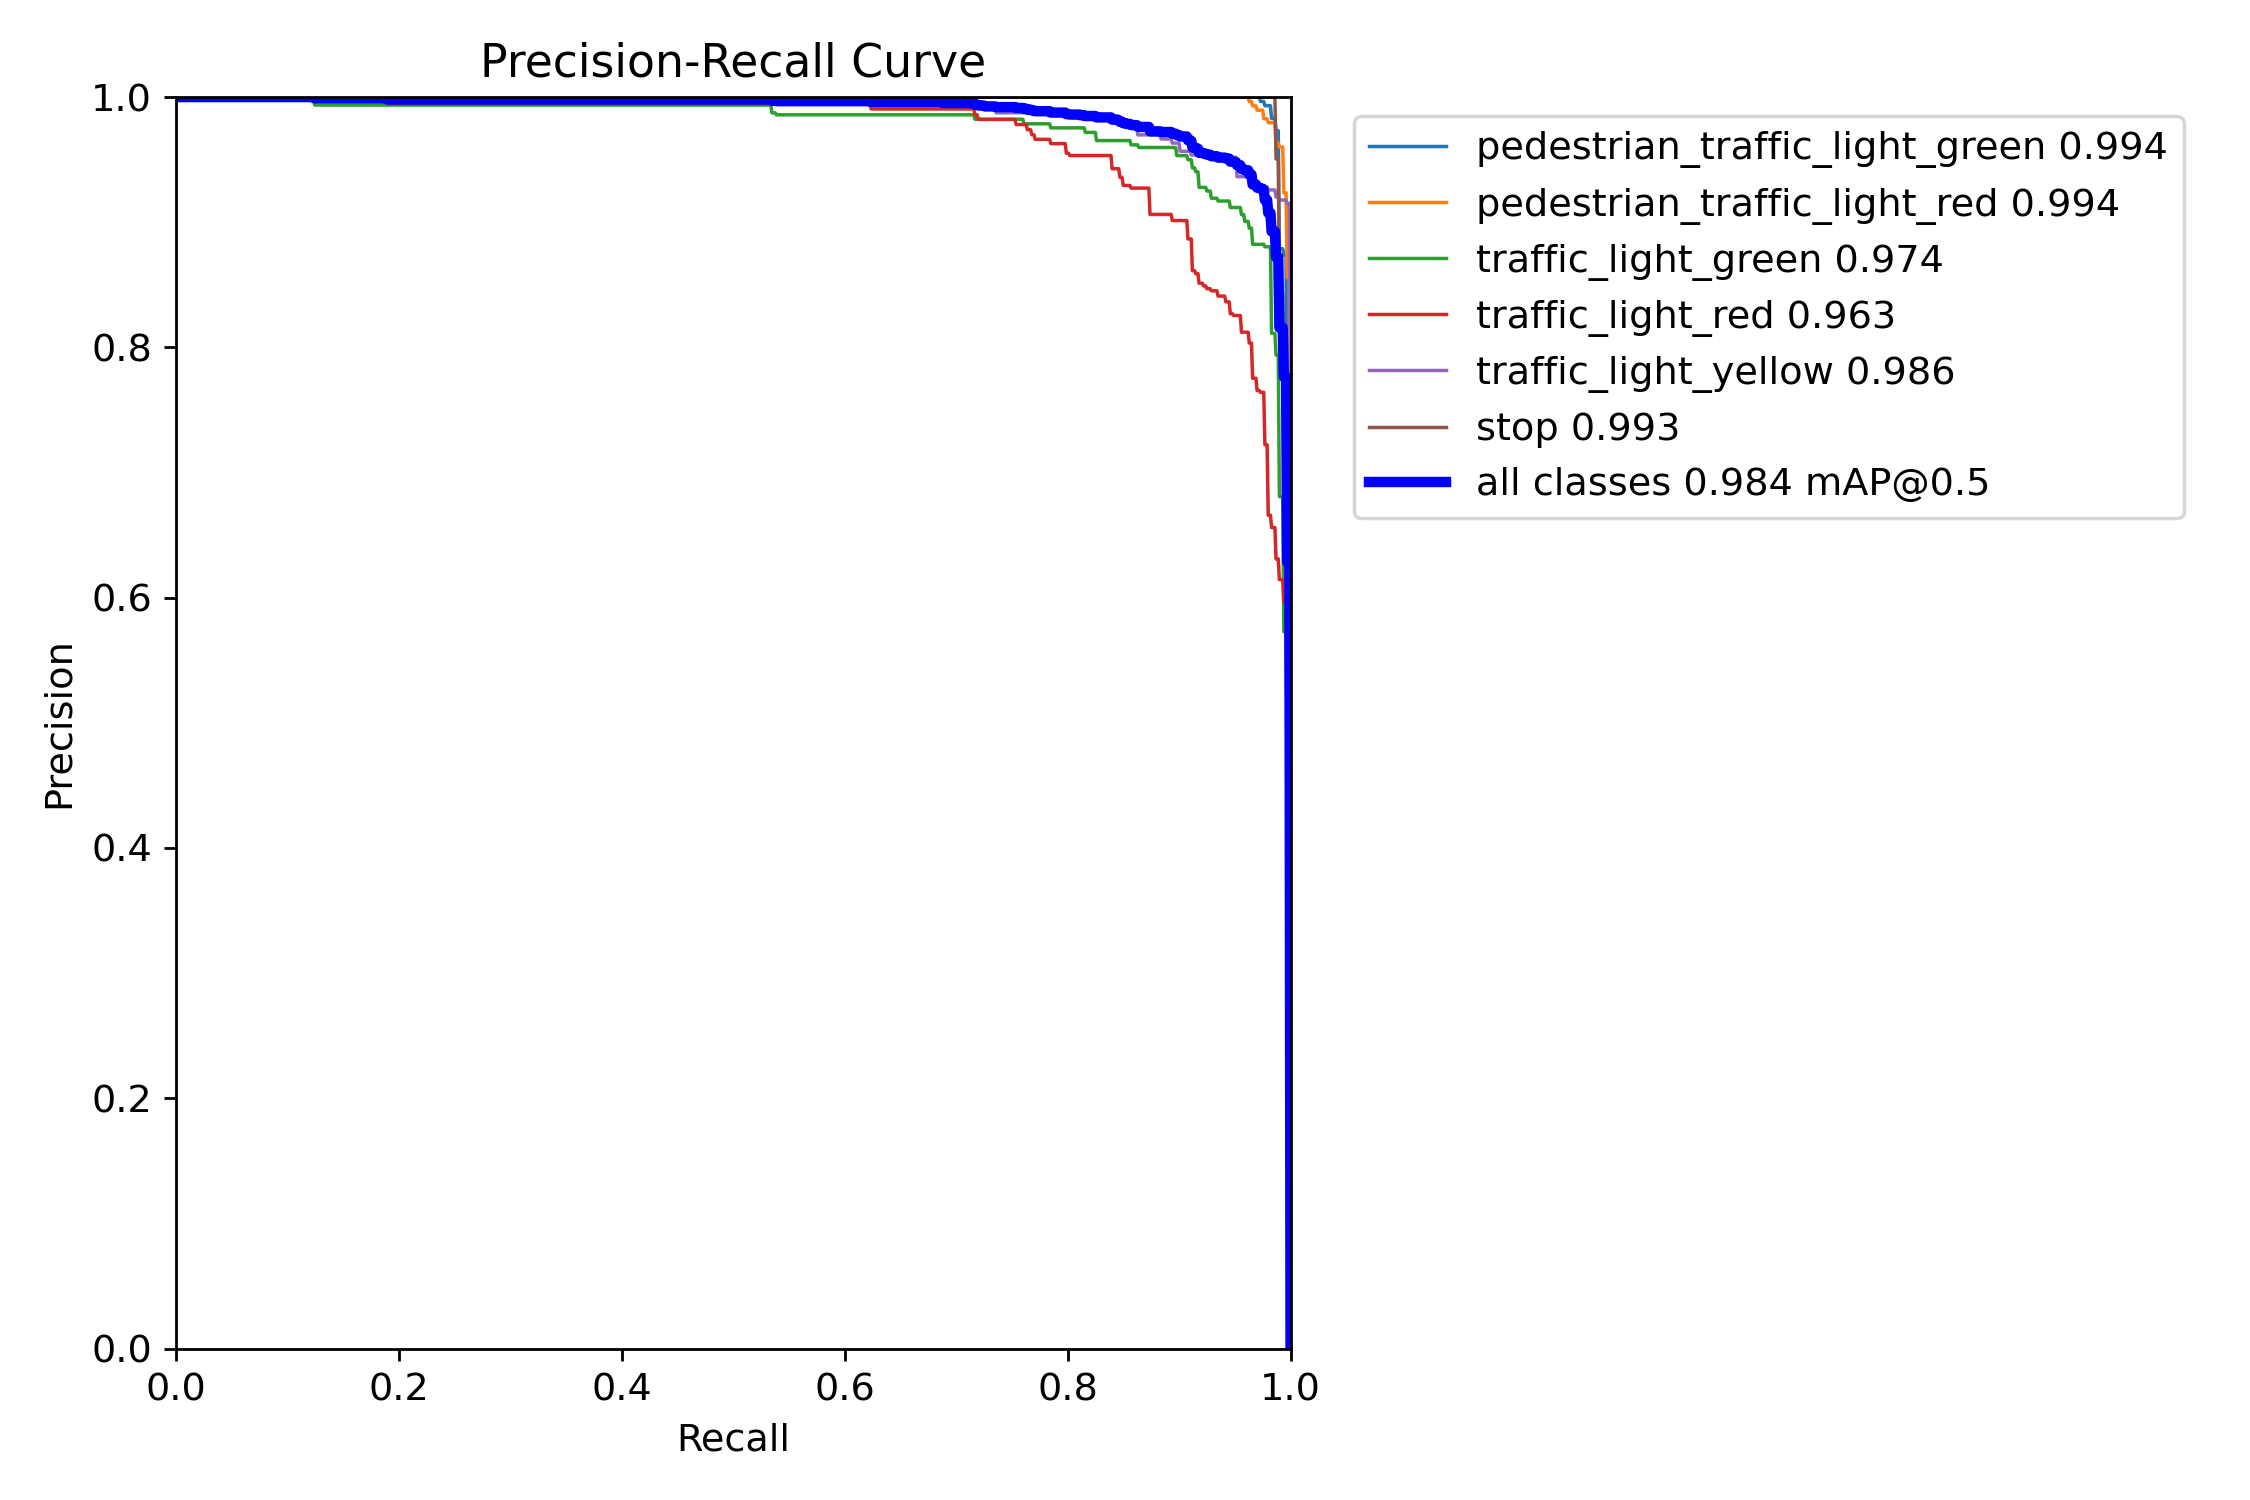 Precision-Recall Curve
1.0
0.8
0.6
0.4
0.2
0.0
Precision
0.0 0.2 0.4 0.6 0.8 1.0
Recall
pedestrian_traffic_light_green 0.994
pedestrian_traffic_light_red 0.994
traffic_light_green 0.974
traffic_light_red 0.963
traffic_light_yellow 0.986
stop 0.993
all classes 0.984 mAP@0.5